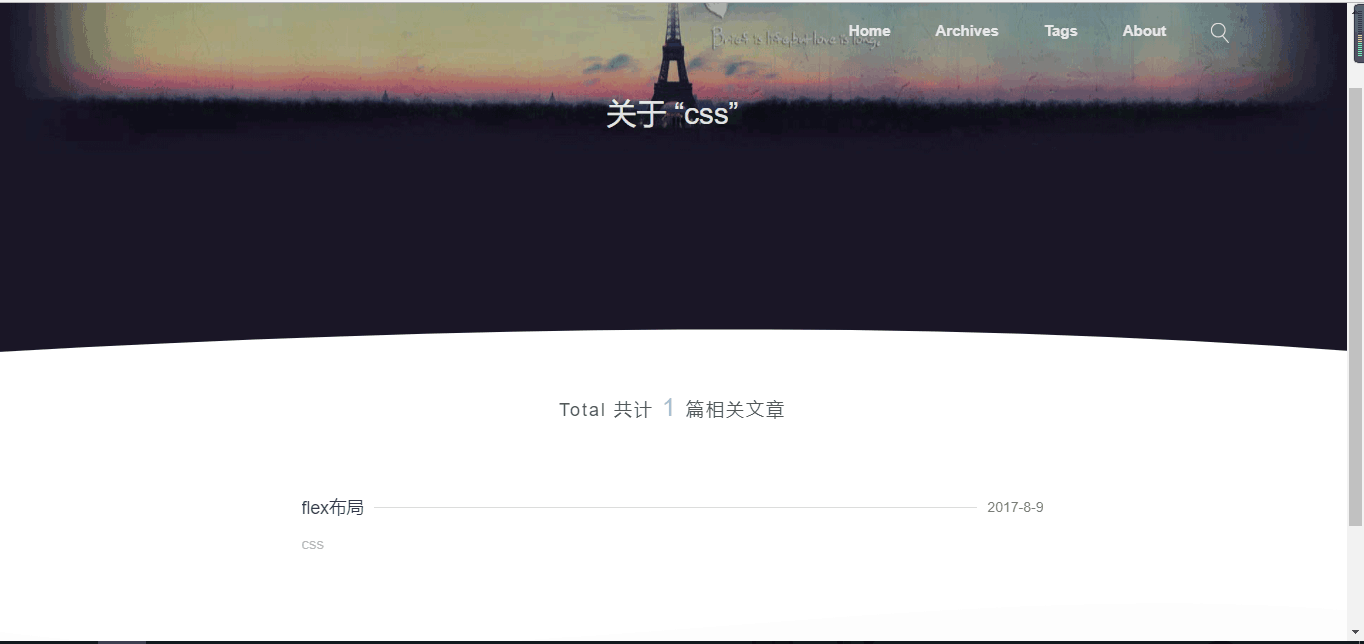 Brief is life, but love is long.
Home Archives Tags About
关于 “css”
Total 共计 1 篇相关文章
flex布局 2017-8-9
css